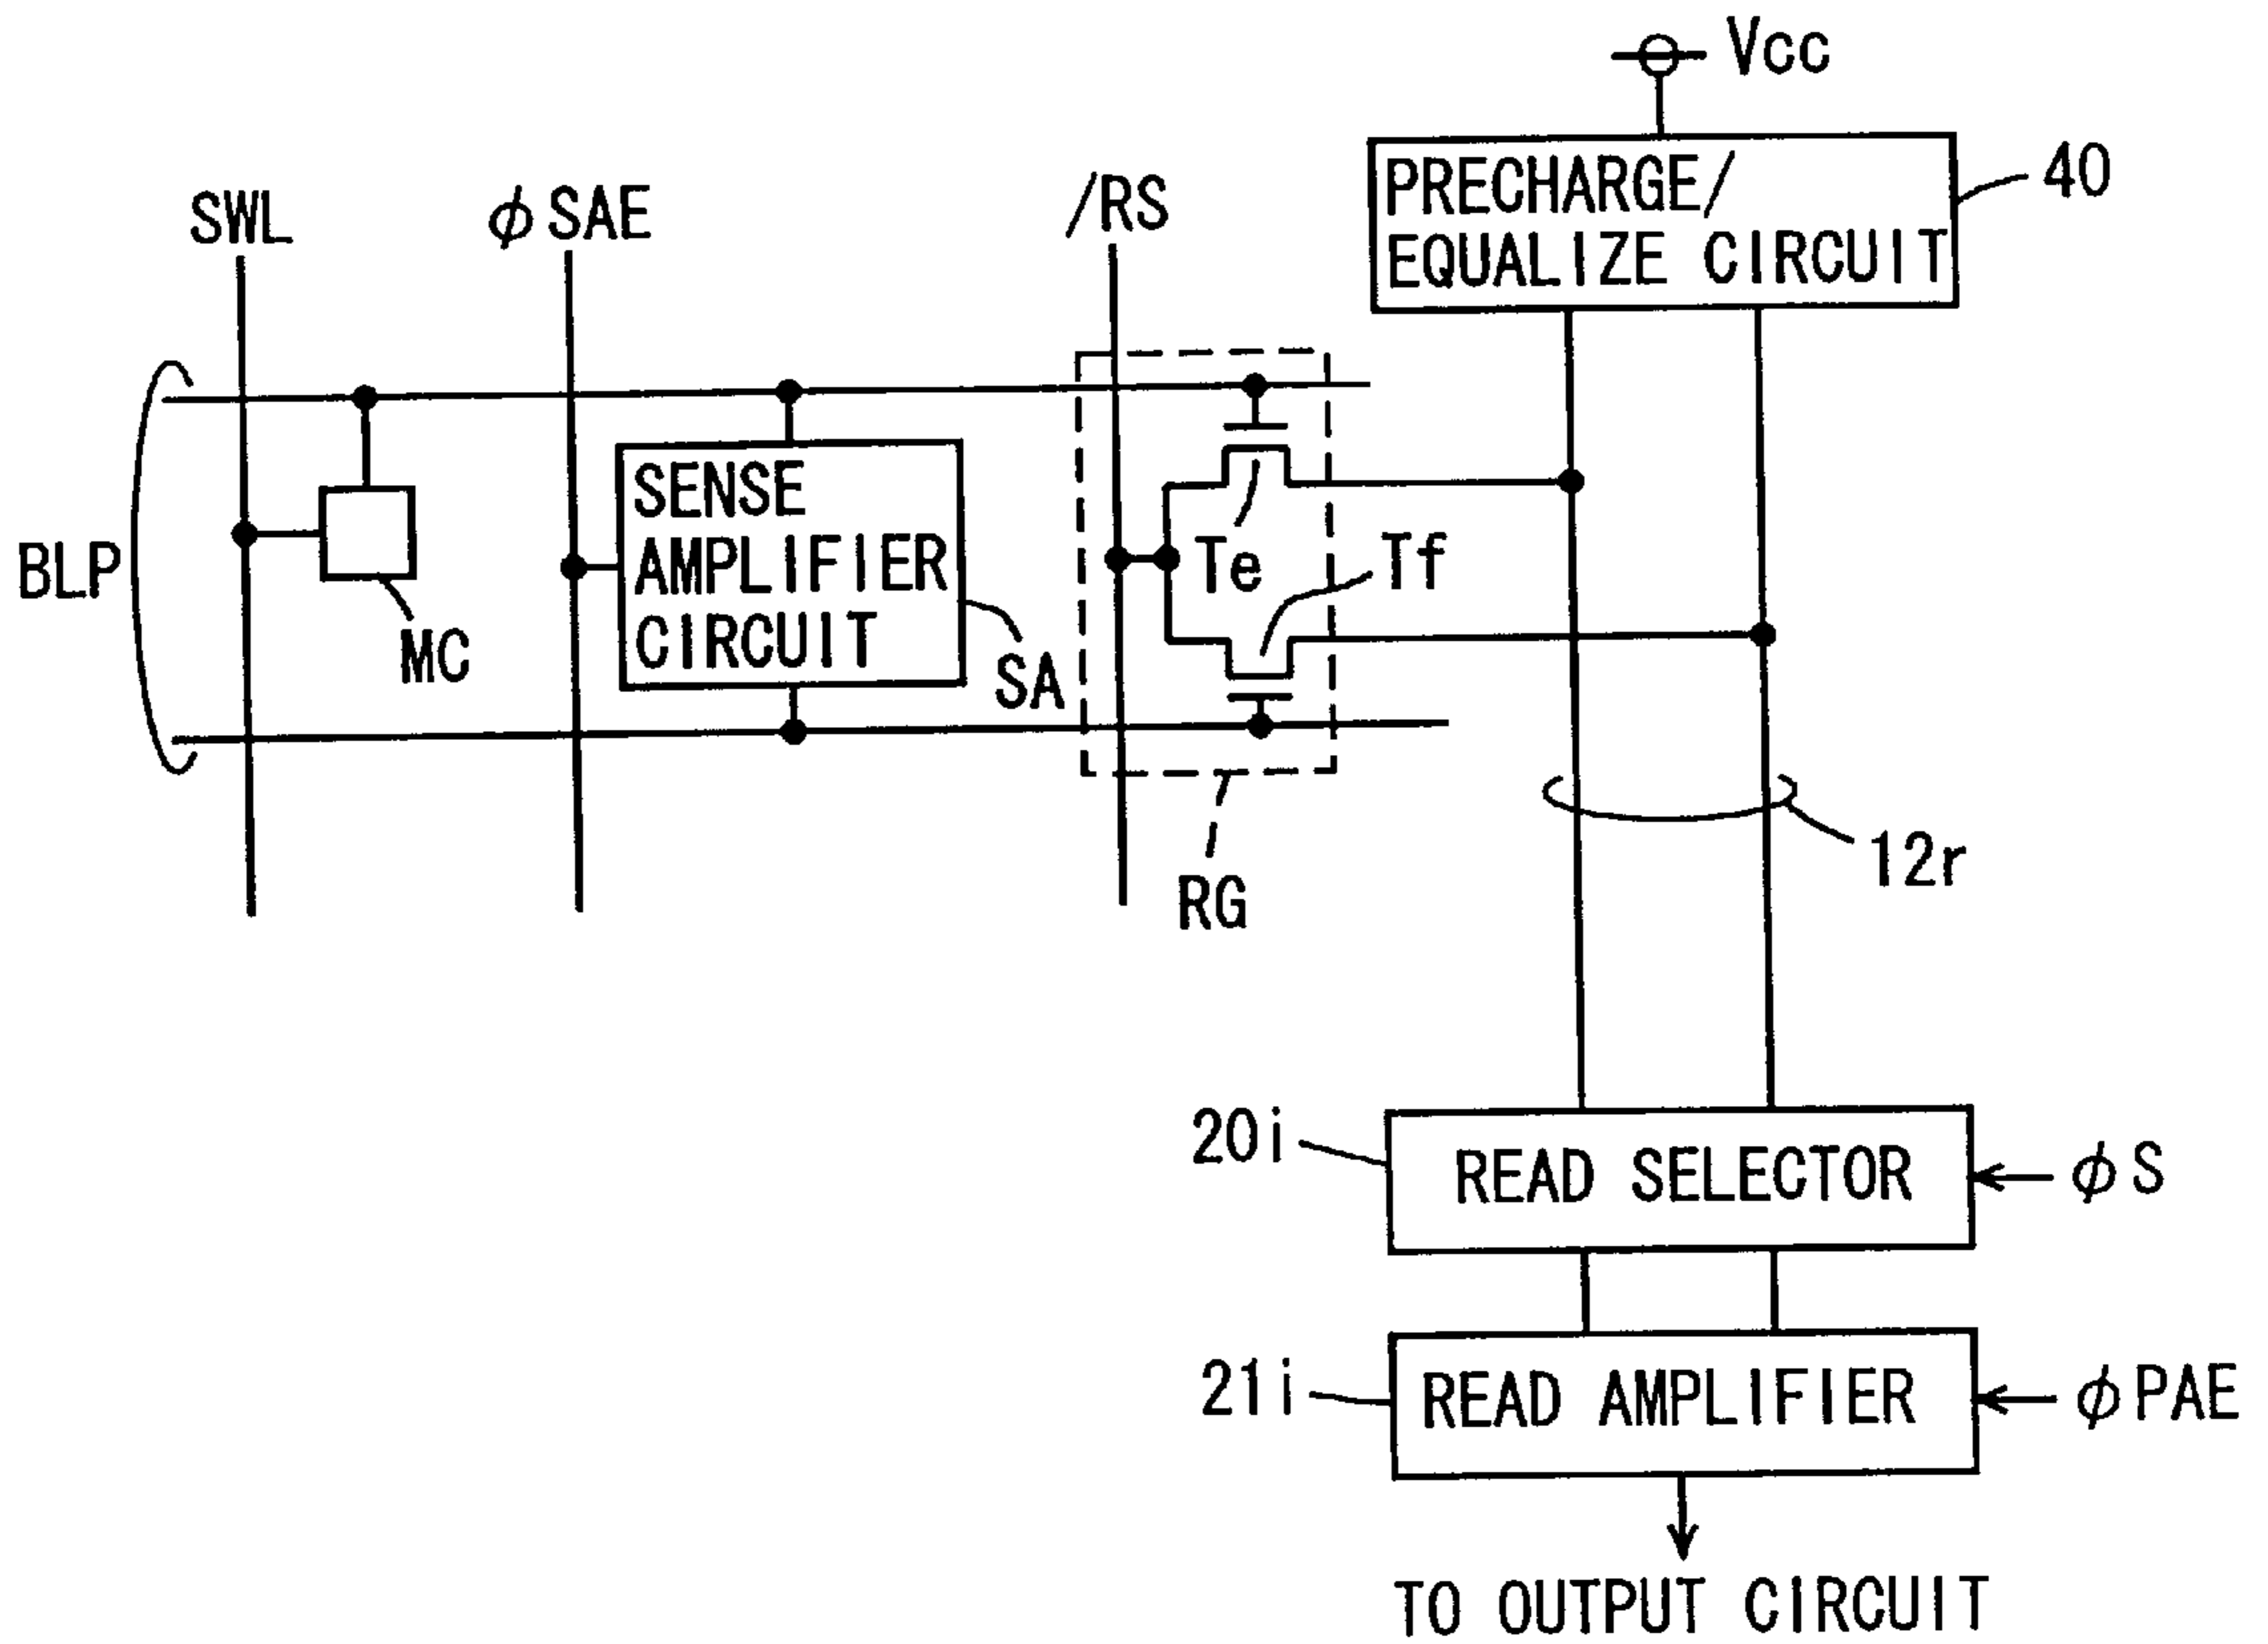 Vcc
PRECHARGE/
EQUALIZE CIRCUIT
40
SWL
φSAE
/RS
BLP
MC
SENSE
AMPLIFIER
CIRCUIT
SA
Te
Tf
RG
12r
20i
READ SELECTOR
φS
21i
READ AMPLIFIER
φPAE
TO OUTPUT CIRCUIT